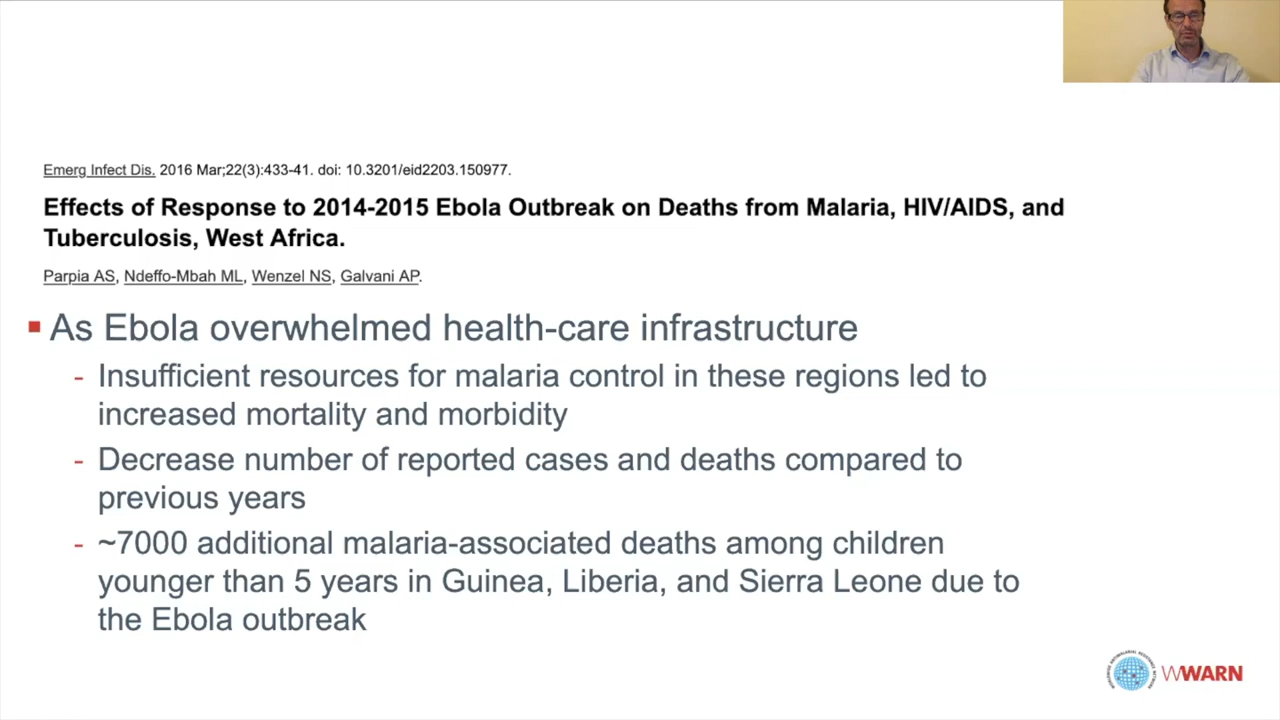 Emerg Infect Dis. 2016 Mar;22(3):433-41. doi: 10.3201/eid2203.150977.
Effects of Response to 2014-2015 Ebola Outbreak on Deaths from Malaria, HIV/AIDS, and
Tuberculosis, West Africa.
Parpia AS, Ndeffo-Mbah ML, Wenzel NS, Galvani AP.
▪ As Ebola overwhelmed health-care infrastructure
- Insufficient resources for malaria control in these regions led to
increased mortality and morbidity
- Decrease number of reported cases and deaths compared to
previous years
- ~7000 additional malaria-associated deaths among children
younger than 5 years in Guinea, Liberia, and Sierra Leone due to
the Ebola outbreak
WORLDWIDE ANTIMALARIAL RESISTANCE NETWORK
WWARN